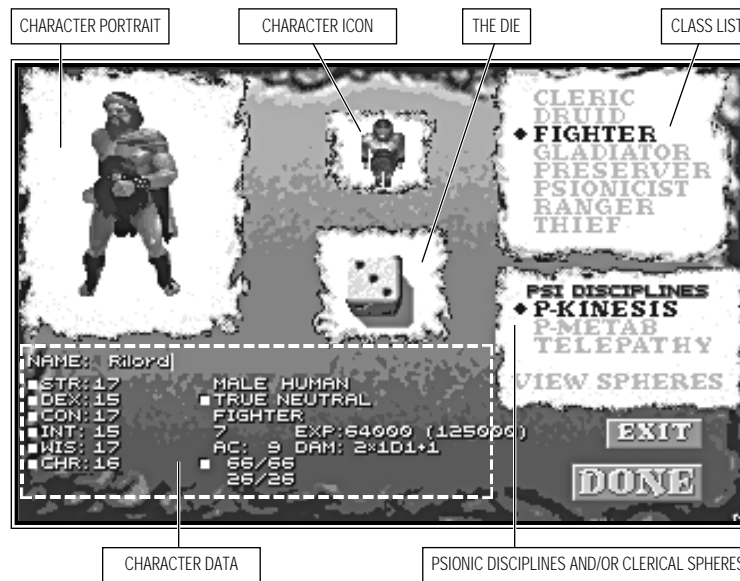 CHARACTER PORTRAIT
CHARACTER ICON
THE DIE
CLASS LIST
CLERIC
DRUID
FIGHTER
GLADIATOR
PRESERVER
PSIONICIST
RANGER
THIEF
PSI DISCIPLINES
P-KINESIS
P-METAB
TELEPATHY
VIEW SPHERES
NAME: Rilord
STR: 17 MALE HUMAN
DEX: 15 TRUE NEUTRAL
CON: 17 FIGHTER
INT: 15 7 EXP:64000 (125000)
WIS: 17 AC: 9 DAM: 2×1D1+1
CHR: 16 66/66
26/26
EXIT
DONE
CHARACTER DATA
PSIONIC DISCIPLINES AND/OR CLERICAL SPHERES